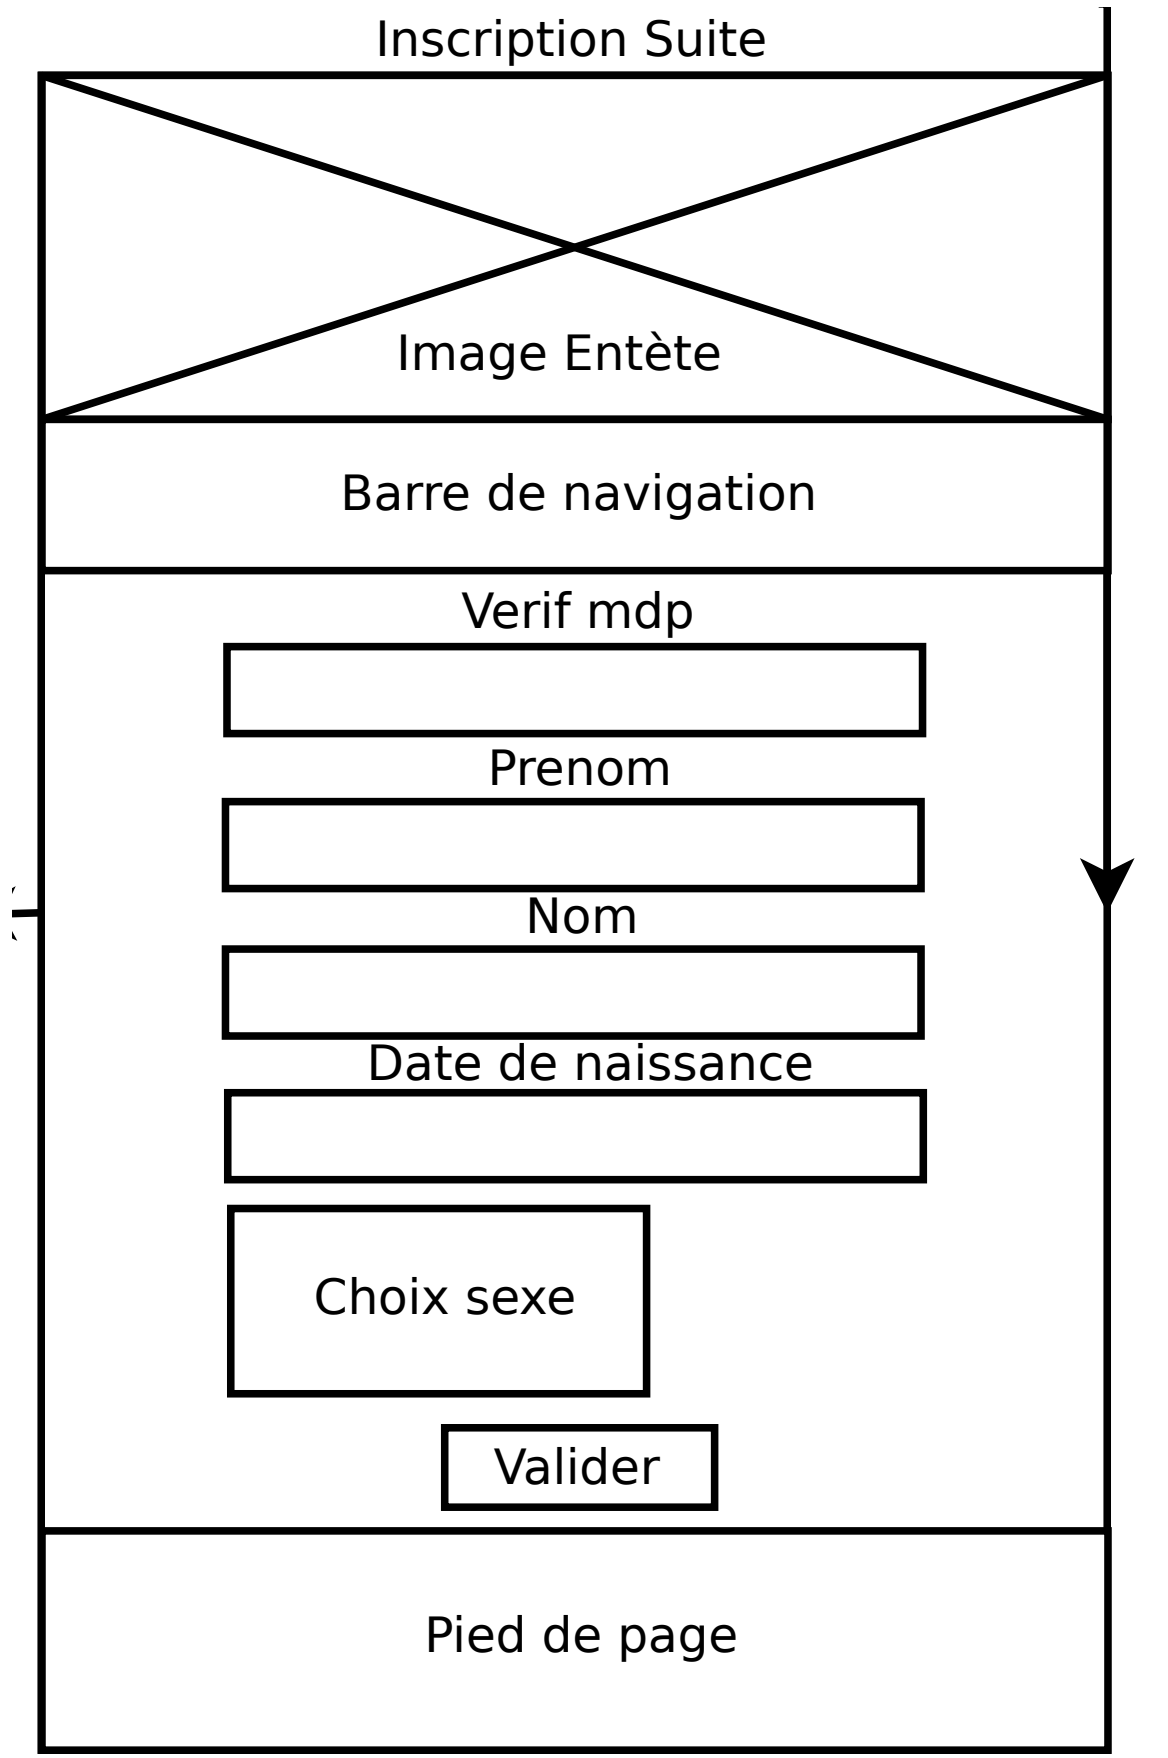 Inscription Suite
Image Entète
Barre de navigation
Verif mdp
Prenom
Nom
Date de naissance
Choix sexe
Valider
Pied de page